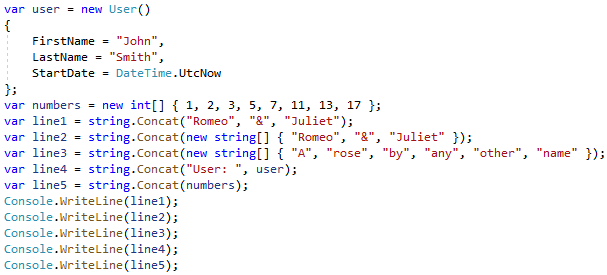 var user = new User()
{
    FirstName = "John",
    LastName = "Smith",
    StartDate = DateTime.UtcNow
};
var numbers = new int[] { 1, 2, 3, 5, 7, 11, 13, 17 };
var line1 = string.Concat("Romeo", "&", "Juliet");
var line2 = string.Concat(new string[] { "Romeo", "&", "Juliet" });
var line3 = string.Concat(new string[] { "A", "rose", "by", "any", "other", "name" });
var line4 = string.Concat("User: ", user);
var line5 = string.Concat(numbers);
Console.WriteLine(line1);
Console.WriteLine(line2);
Console.WriteLine(line3);
Console.WriteLine(line4);
Console.WriteLine(line5);